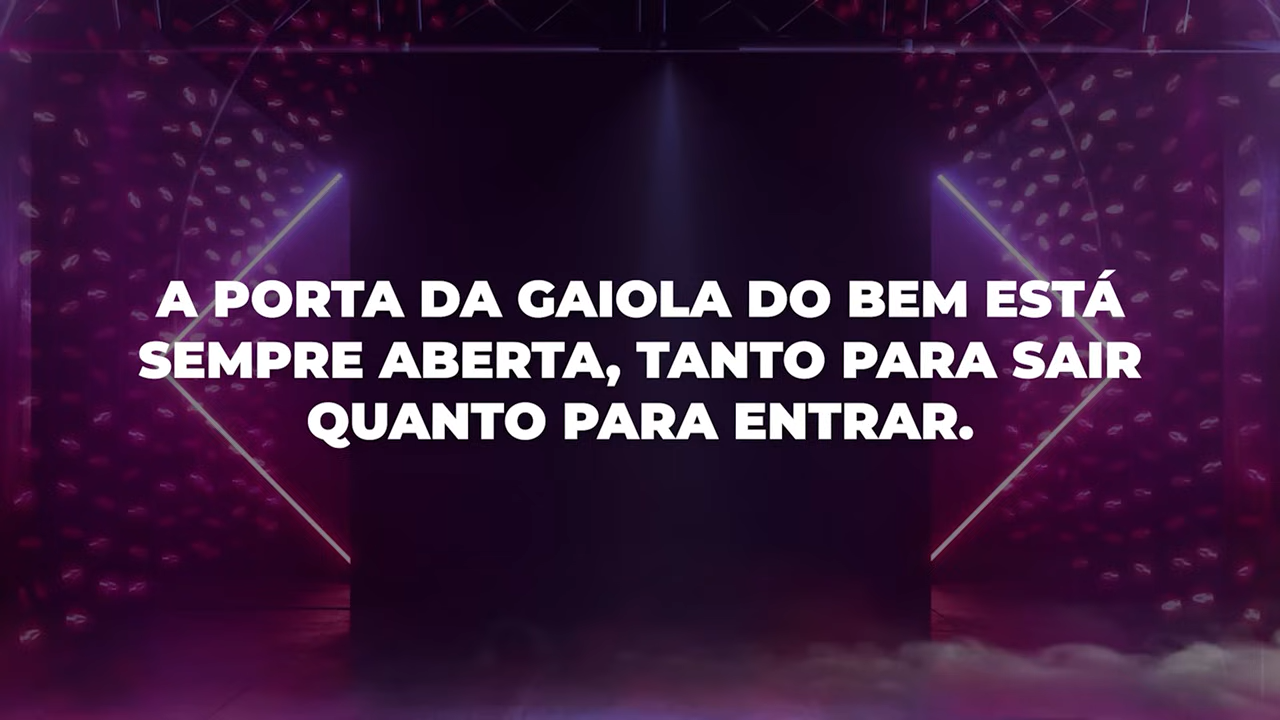 A PORTA DA GAIOLA DO BEM ESTÁ
SEMPRE ABERTA, TANTO PARA SAIR
QUANTO PARA ENTRAR.